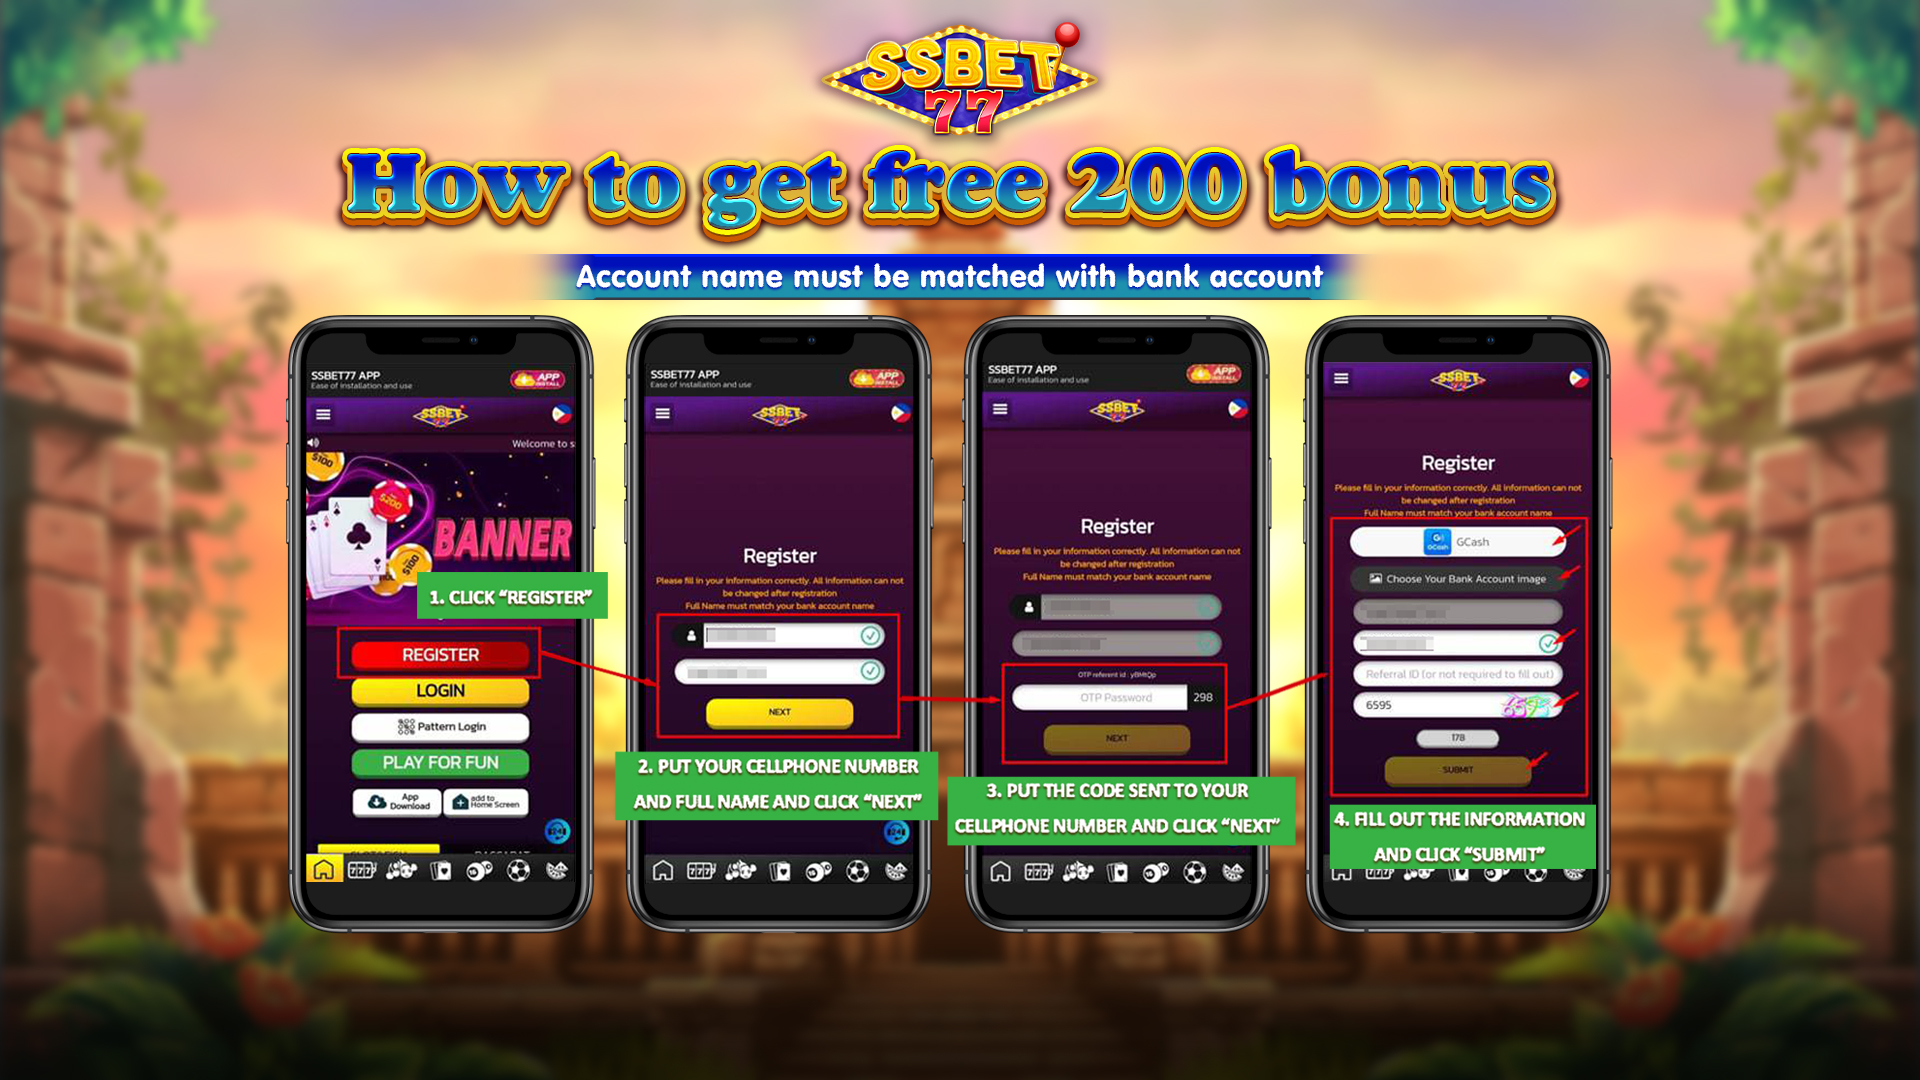 SSBET
77
How to get free 200 bonus
Account name must be matched with bank account
SSBET77 APP
Ease of installation and use
APP
INSTALL
SSBET
77
Welcome to s
$100
$200
$100
BANNER
1. CLICK “REGISTER”
REGISTER
LOGIN
Pattern Login
PLAY FOR FUN
App
Download
add to
Home Screen
24
777
SSBET77 APP
Ease of installation and use
APP
INSTALL
SSBET
77
Register
Please fill in your information correctly. All information can not
be changed after registration
Full Name must match your bank account name
NEXT
2. PUT YOUR CELLPHONE NUMBER
AND FULL NAME AND CLICK “NEXT”
24
777
SSBET77 APP
Ease of installation and use
APP
INSTALL
SSBET
77
Register
Please fill in your information correctly. All information can not
be changed after registration
Full Name must match your bank account name
OTP referent id : yBMtQp
OTP Password
298
NEXT
3. PUT THE CODE SENT TO YOUR
CELLPHONE NUMBER AND CLICK “NEXT”
777
SSBET
77
Register
Please fill in your information correctly. All information can not
be changed after registration
Full Name must match your bank account name
GCash
GCash
Choose Your Bank Account image
Referral ID (or not required to fill out)
6595
6595
178
SUBMIT
4. FILL OUT THE INFORMATION
AND CLICK “SUBMIT”